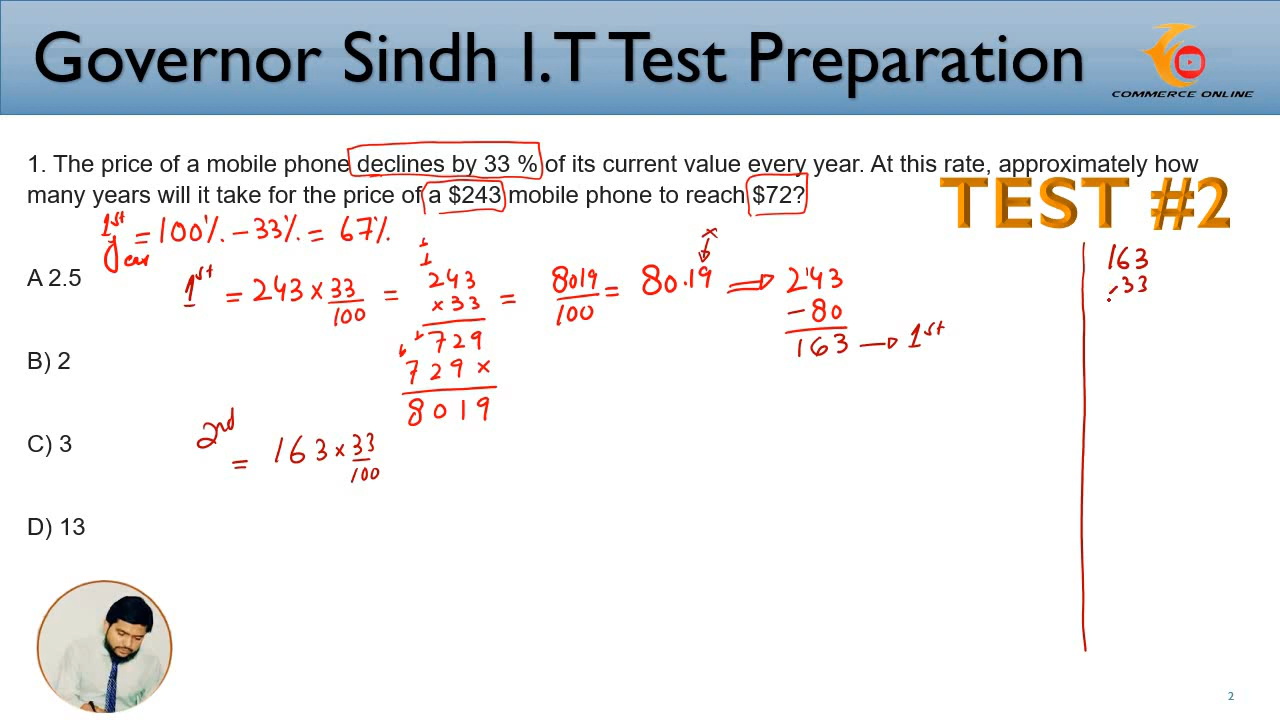 Governor Sindh I.T Test Preparation
COMMERCE ONLINE
1. The price of a mobile phone declines by 33 % of its current value every year. At this rate, approximately how
many years will it take for the price of a $243 mobile phone to reach $72?
TEST #2
1st year = 100% - 33% = 67%
A 2.5
1st = 243 × 33/100 = 243 × 33 = 8019/100 = 80.19 ⇒ 243
- 80
163 → 1st
729
729 ×
8019
B) 2
C) 3
2nd = 163 × 33/100
D) 13
163
33
2